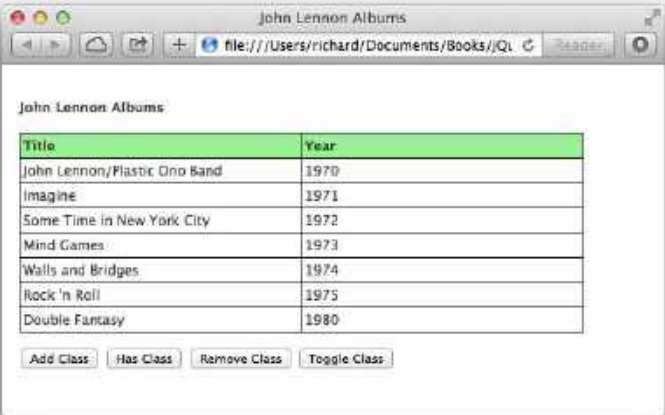 John Lennon Albums
file:///Users/richard/Documents/Books/jQu Reader
John Lennon Albums
Title Year
John Lennon/Plastic Ono Band 1970
Imagine 1971
Some Time in New York City 1972
Mind Games 1973
Walls and Bridges 1974
Rock 'n Roll 1975
Double Fantasy 1980
Add Class Has Class Remove Class Toggle Class